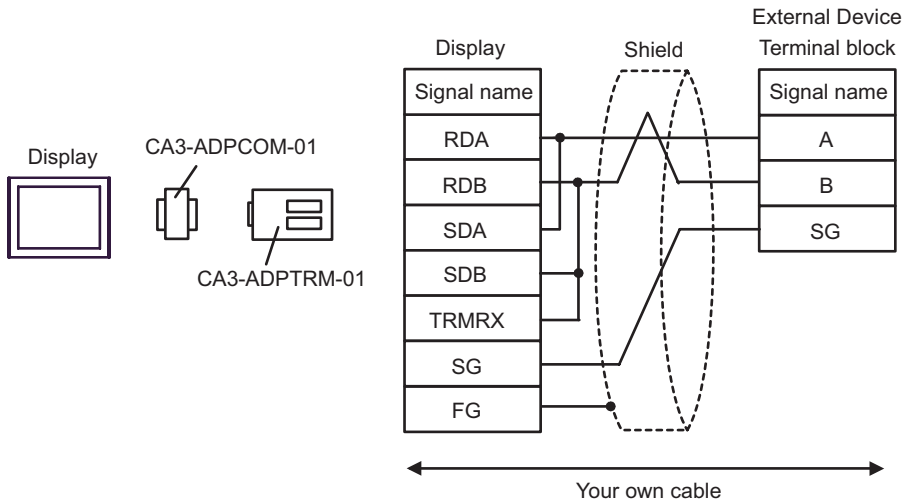 Display
CA3-ADPCOM-01
CA3-ADPTRM-01
Display
Signal name
RDA
RDB
SDA
SDB
TRMRX
SG
FG
Shield
External Device
Terminal block
Signal name
A
B
SG
Your own cable